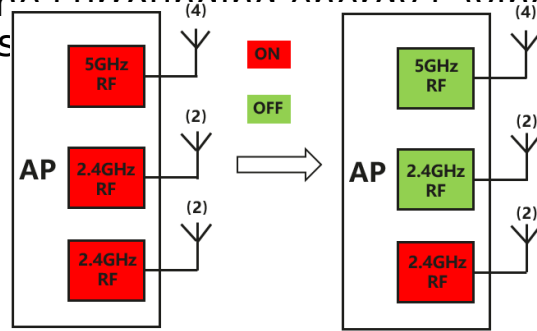 (4)
5GHz
RF
(2)
AP
2.4GHz
RF
(2)
2.4GHz
RF
ON
OFF
(4)
5GHz
RF
(2)
AP
2.4GHz
RF
(2)
2.4GHz
RF